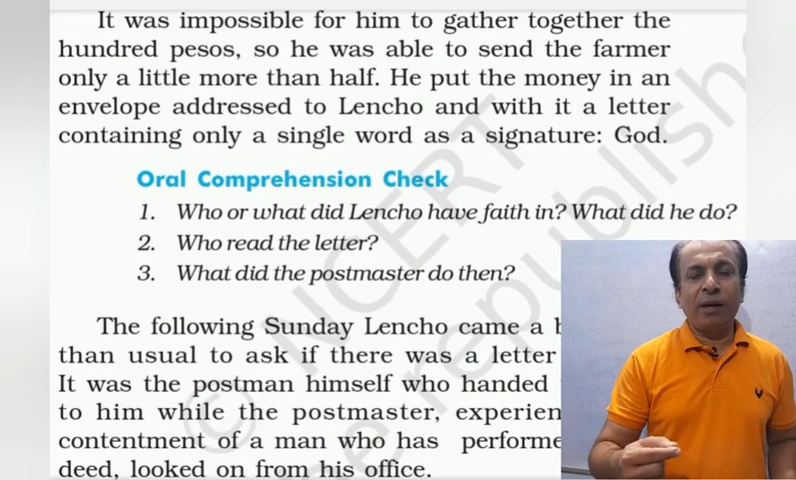 It was impossible for him to gather together the
hundred pesos, so he was able to send the farmer
only a little more than half. He put the money in an
envelope addressed to Lencho and with it a letter
containing only a single word as a signature: God.
Oral Comprehension Check
1. Who or what did Lencho have faith in? What did he do?
2. Who read the letter?
3. What did the postmaster do then?
The following Sunday Lencho came a
than usual to ask if there was a letter
It was the postman himself who handed
to him while the postmaster, experien
contentment of a man who has performe
deed, looked on from his office.
© NCERT
be republishe